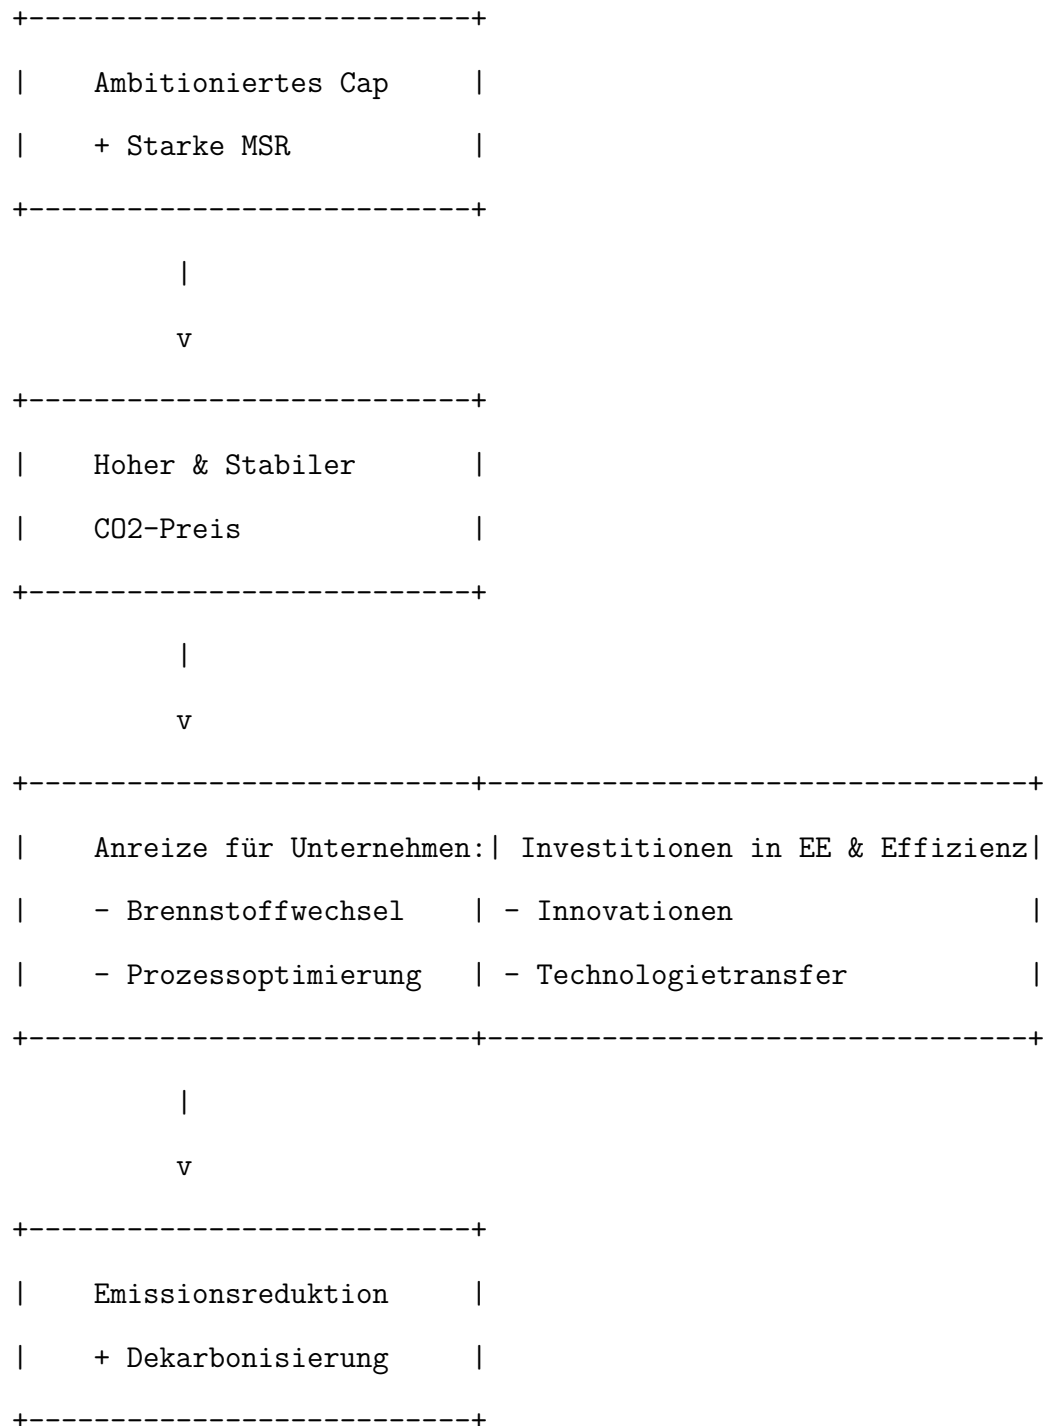 +---------------------------+
|    Ambitioniertes Cap     |
|    + Starke MSR           |
+---------------------------+
          |
          v
+---------------------------+
|    Hoher & Stabiler       |
|    CO2-Preis              |
+---------------------------+
          |
          v
+---------------------------+---------------------------------+
|    Anreize für Unternehmen:| Investitionen in EE & Effizienz|
|    - Brennstoffwechsel    | - Innovationen                  |
|    - Prozessoptimierung   | - Technologietransfer           |
+---------------------------+---------------------------------+
          |
          v
+---------------------------+
|    Emissionsreduktion     |
|    + Dekarbonisierung     |
+---------------------------+